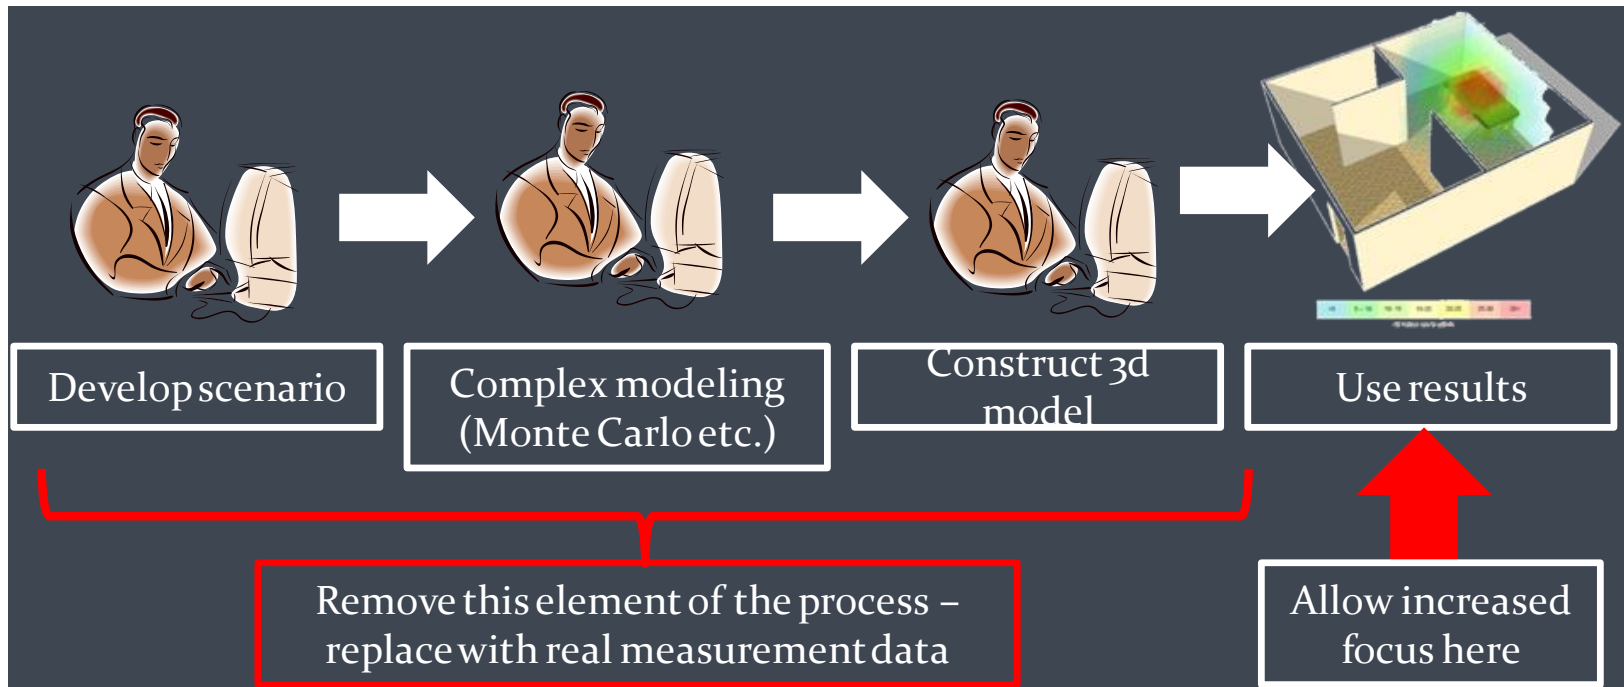 Develop scenario
Complex modeling
(Monte Carlo etc.)
Construct 3d
model
Use results
Remove this element of the process –
replace with real measurement data
Allow increased
focus here